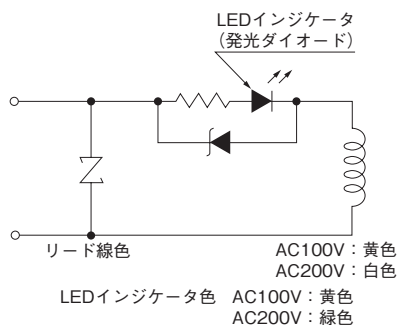 LEDインジケータ
（発光ダイオード）
リード線色
AC100V：黄色
AC200V：白色
LEDインジケータ色 AC100V：黄色
AC200V：緑色